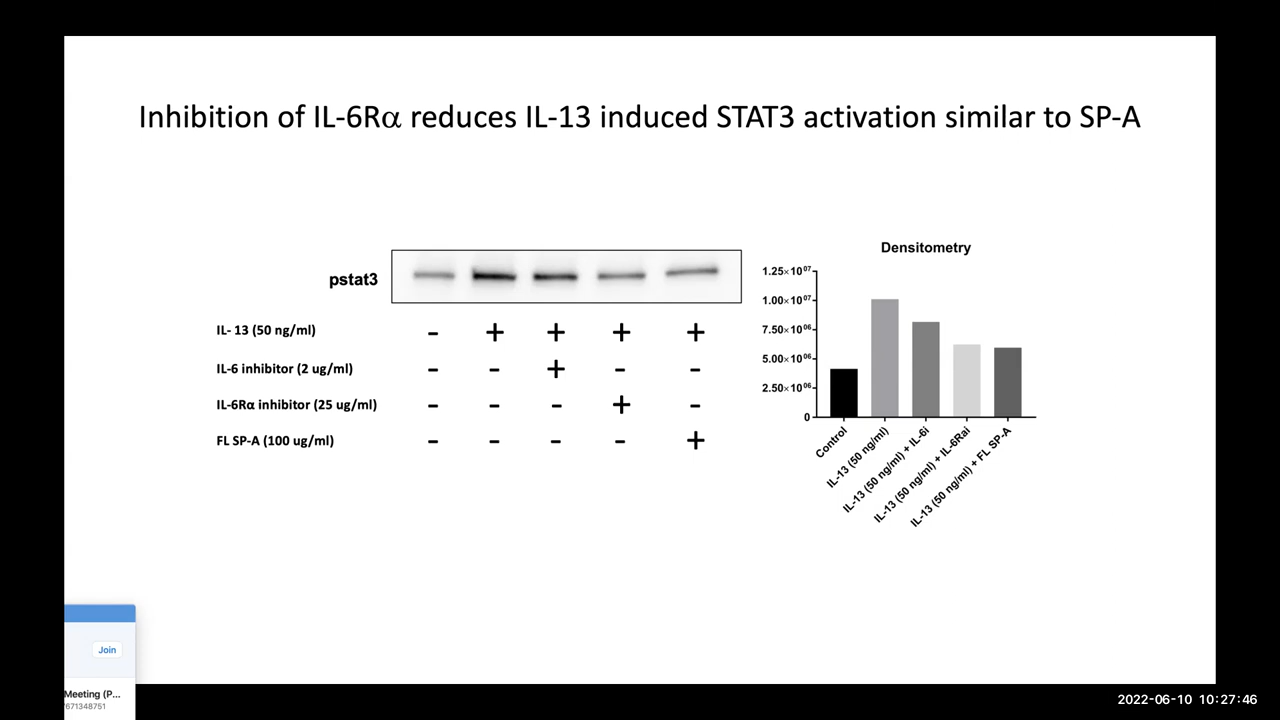 Inhibition of IL-6Rα reduces IL-13 induced STAT3 activation similar to SP-A
pstat3
IL- 13 (50 ng/ml) - + + + +
IL-6 inhibitor (2 ug/ml) - - + - -
IL-6Rα inhibitor (25 ug/ml) - - - + -
FL SP-A (100 ug/ml) - - - - +
Densitometry
1.25×10⁰⁷
1.00×10⁰⁷
7.50×10⁰⁶
5.00×10⁰⁶
2.50×10⁰⁶
0
Control
IL-13 (50 ng/ml)
IL-13 (50 ng/ml) + IL-6i
IL-13 (50 ng/ml) + IL-6Rai
IL-13 (50 ng/ml) + FL SP-A
Join
Meeting (P...
671348751
2022-06-10 10:27:46